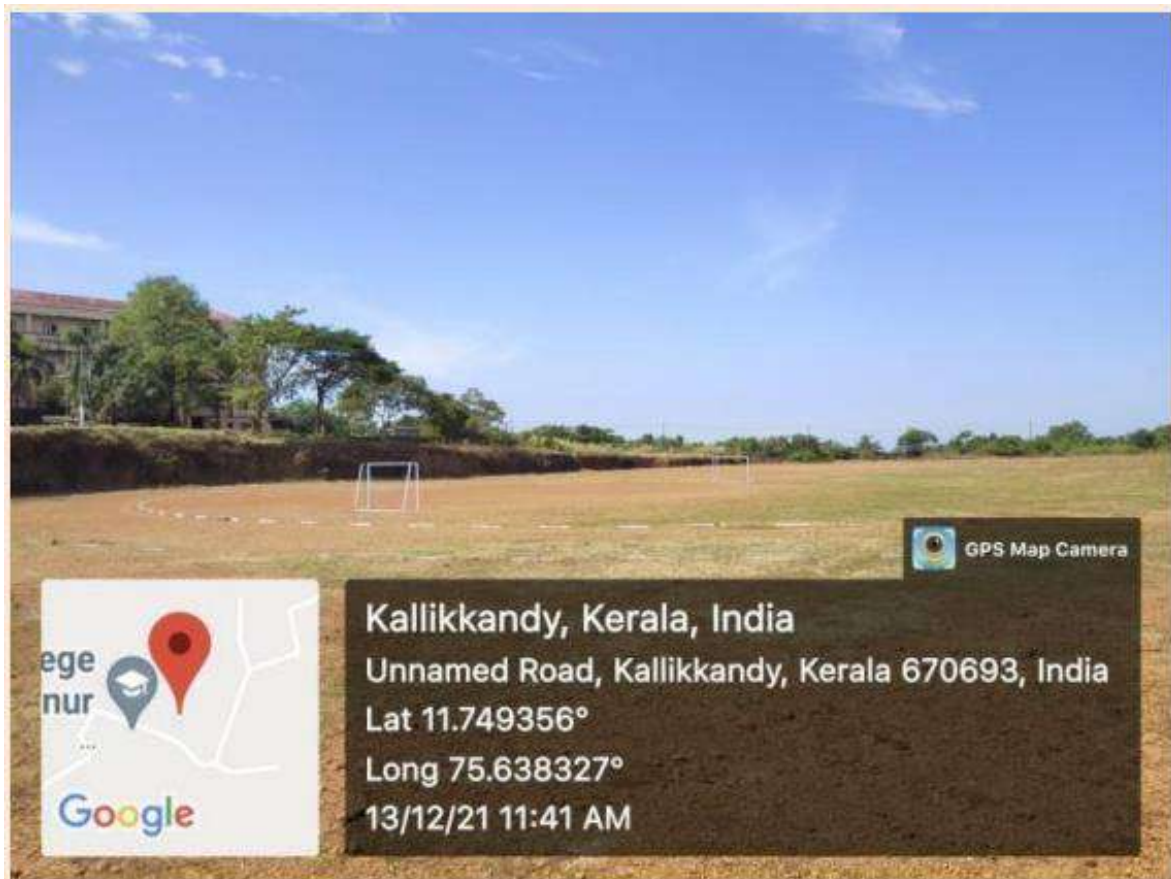 GPS Map Camera
Kallikkandy, Kerala, India
Unnamed Road, Kallikkandy, Kerala 670693, India
Lat 11.749356°
Long 75.638327°
13/12/21 11:41 AM
ege
nur
Google